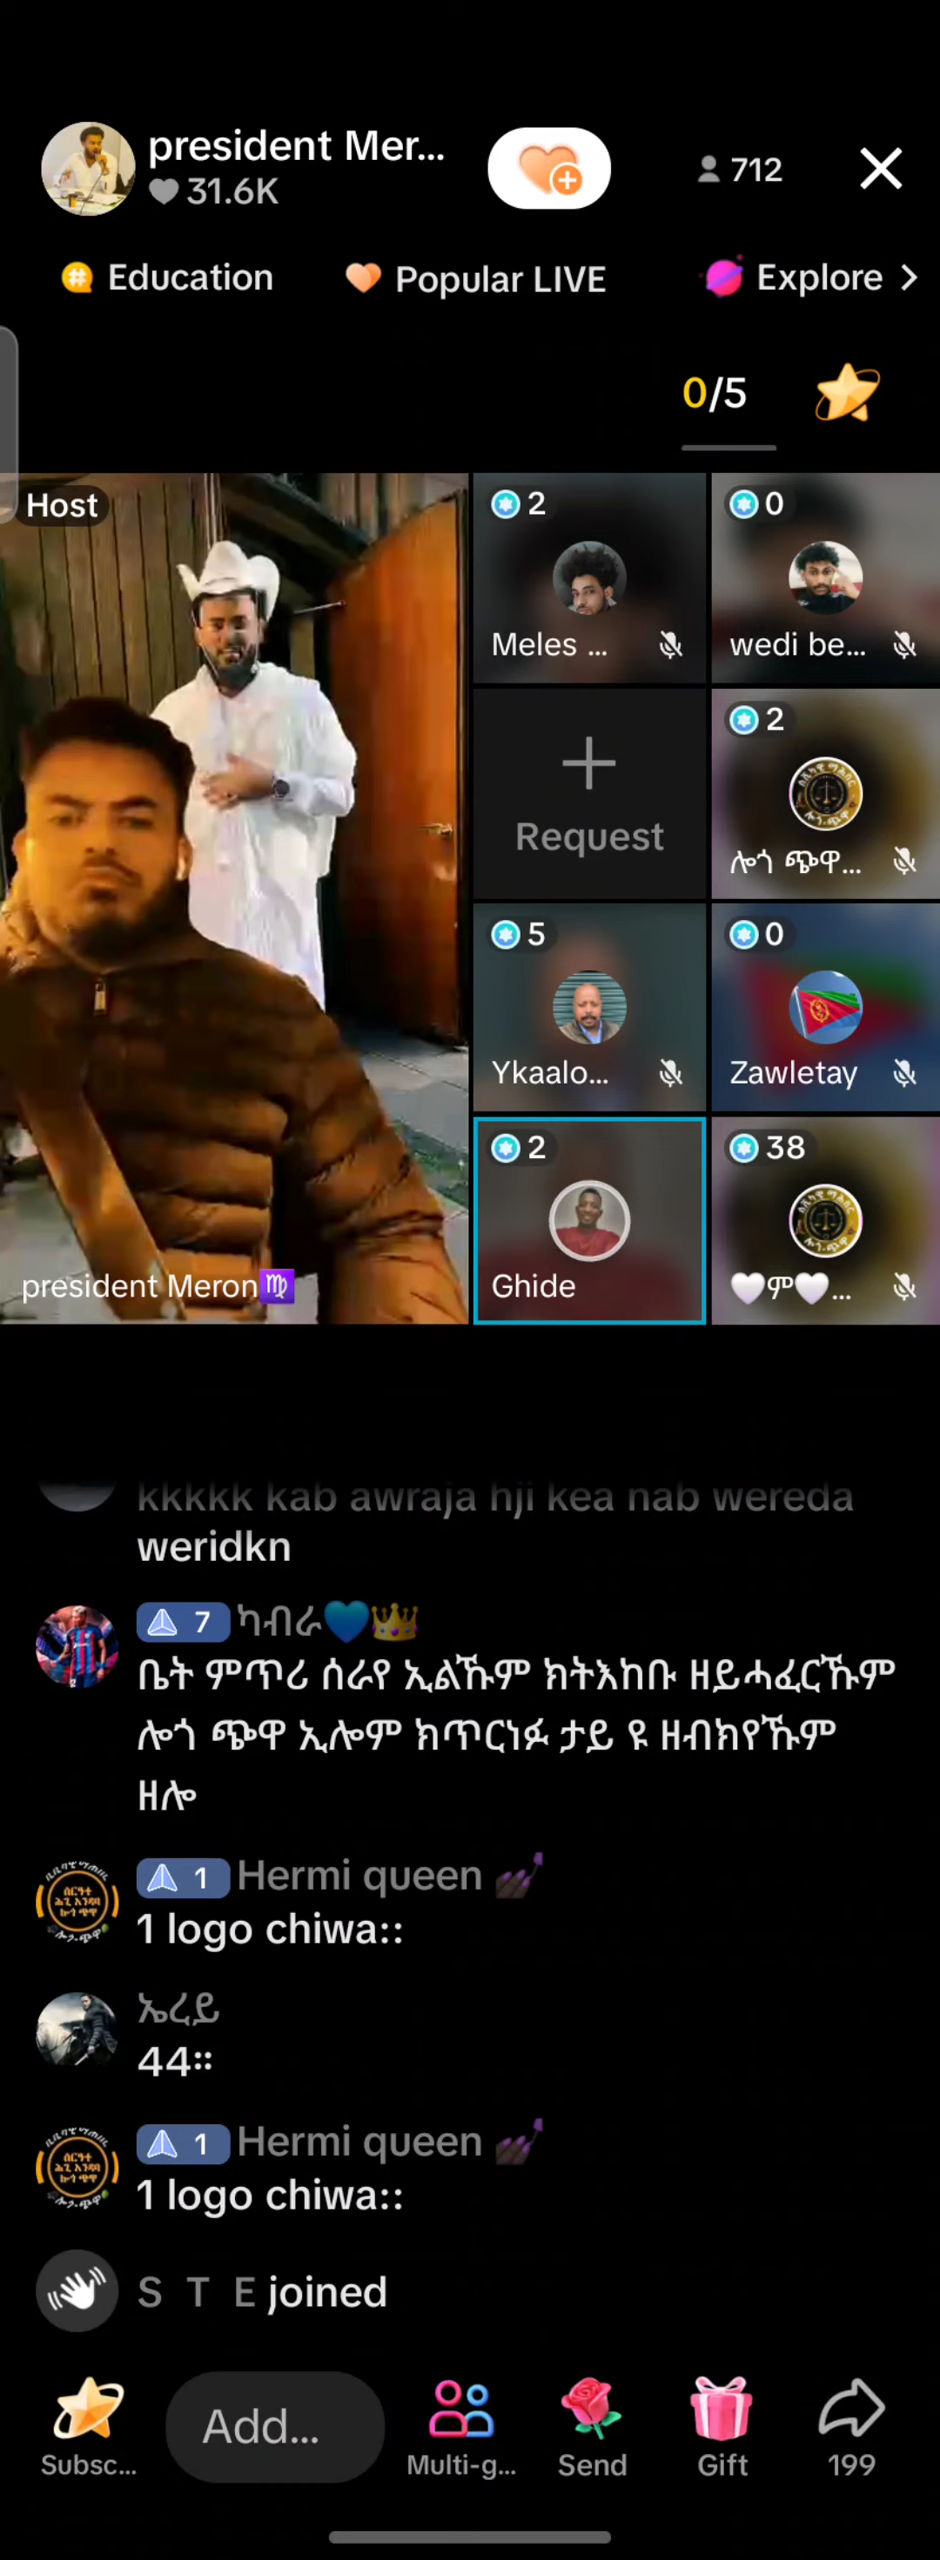 president Mer...
31.6K
712
Education
Popular LIVE
Explore
0/5
Host
2
0
Meles ...
wedi be...
Request
2
ሎጎ ጭዋ...
5
0
Ykaalo...
Zawletay
2
38
president Meron♍
Ghide
🤍ም🤍...
kkkkk kab awraja hji kea nab wereda
weridkn
7 ካብራ💙👑
ቤት ምጥሪ ሰራየ ኢልኹም ክትእከቡ ዘይሓፈርኹም
ሎጎ ጭዋ ኢሎም ክጥርነፉ ታይ ዩ ዘብክየኹም
ዘሎ
1 Hermi queen 💅🏿
1 logo chiwa::
ኤረይ
44።
1 Hermi queen 💅🏿
1 logo chiwa::
S T E joined
Subsc...
Add...
Multi-g...
Send
Gift
199